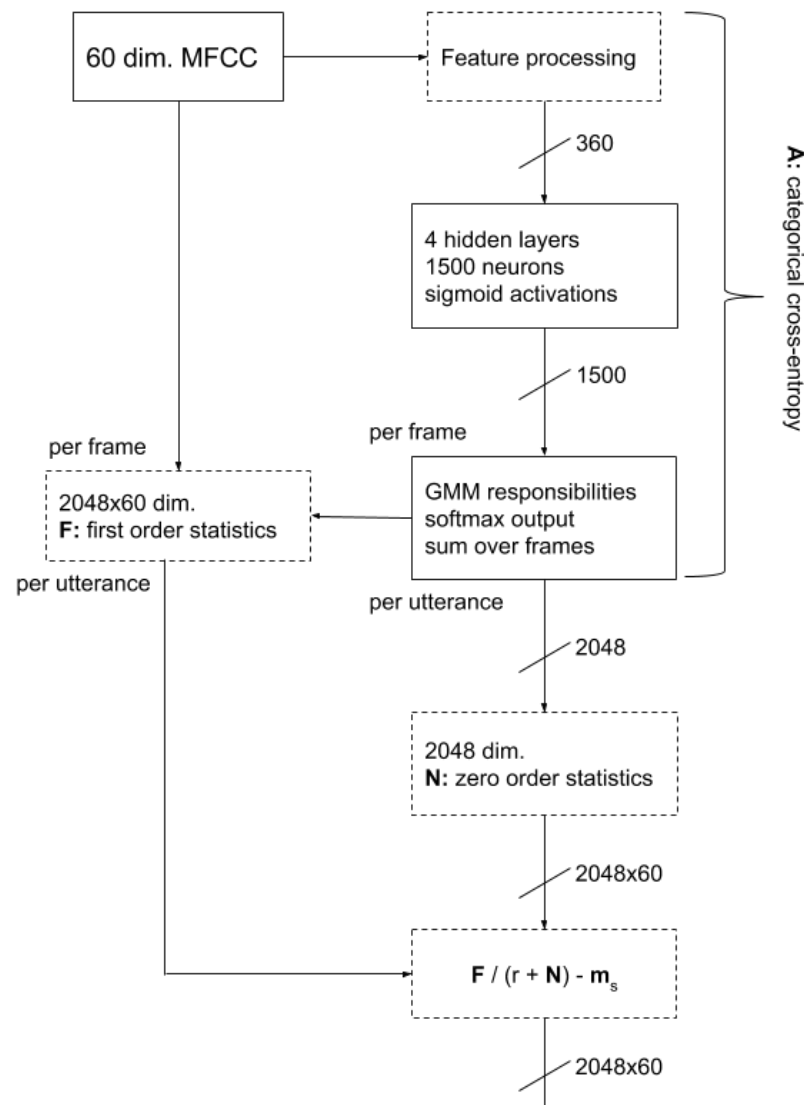 60 dim. MFCC
Feature processing
360
A: categorical cross-entropy
4 hidden layers
1500 neurons
sigmoid activations
1500
per frame
per frame
2048x60 dim.
F: first order statistics
GMM responsibilities
softmax output
sum over frames
per utterance
per utterance
2048
2048 dim.
N: zero order statistics
2048x60
F / (r + N) - mₛ
2048x60